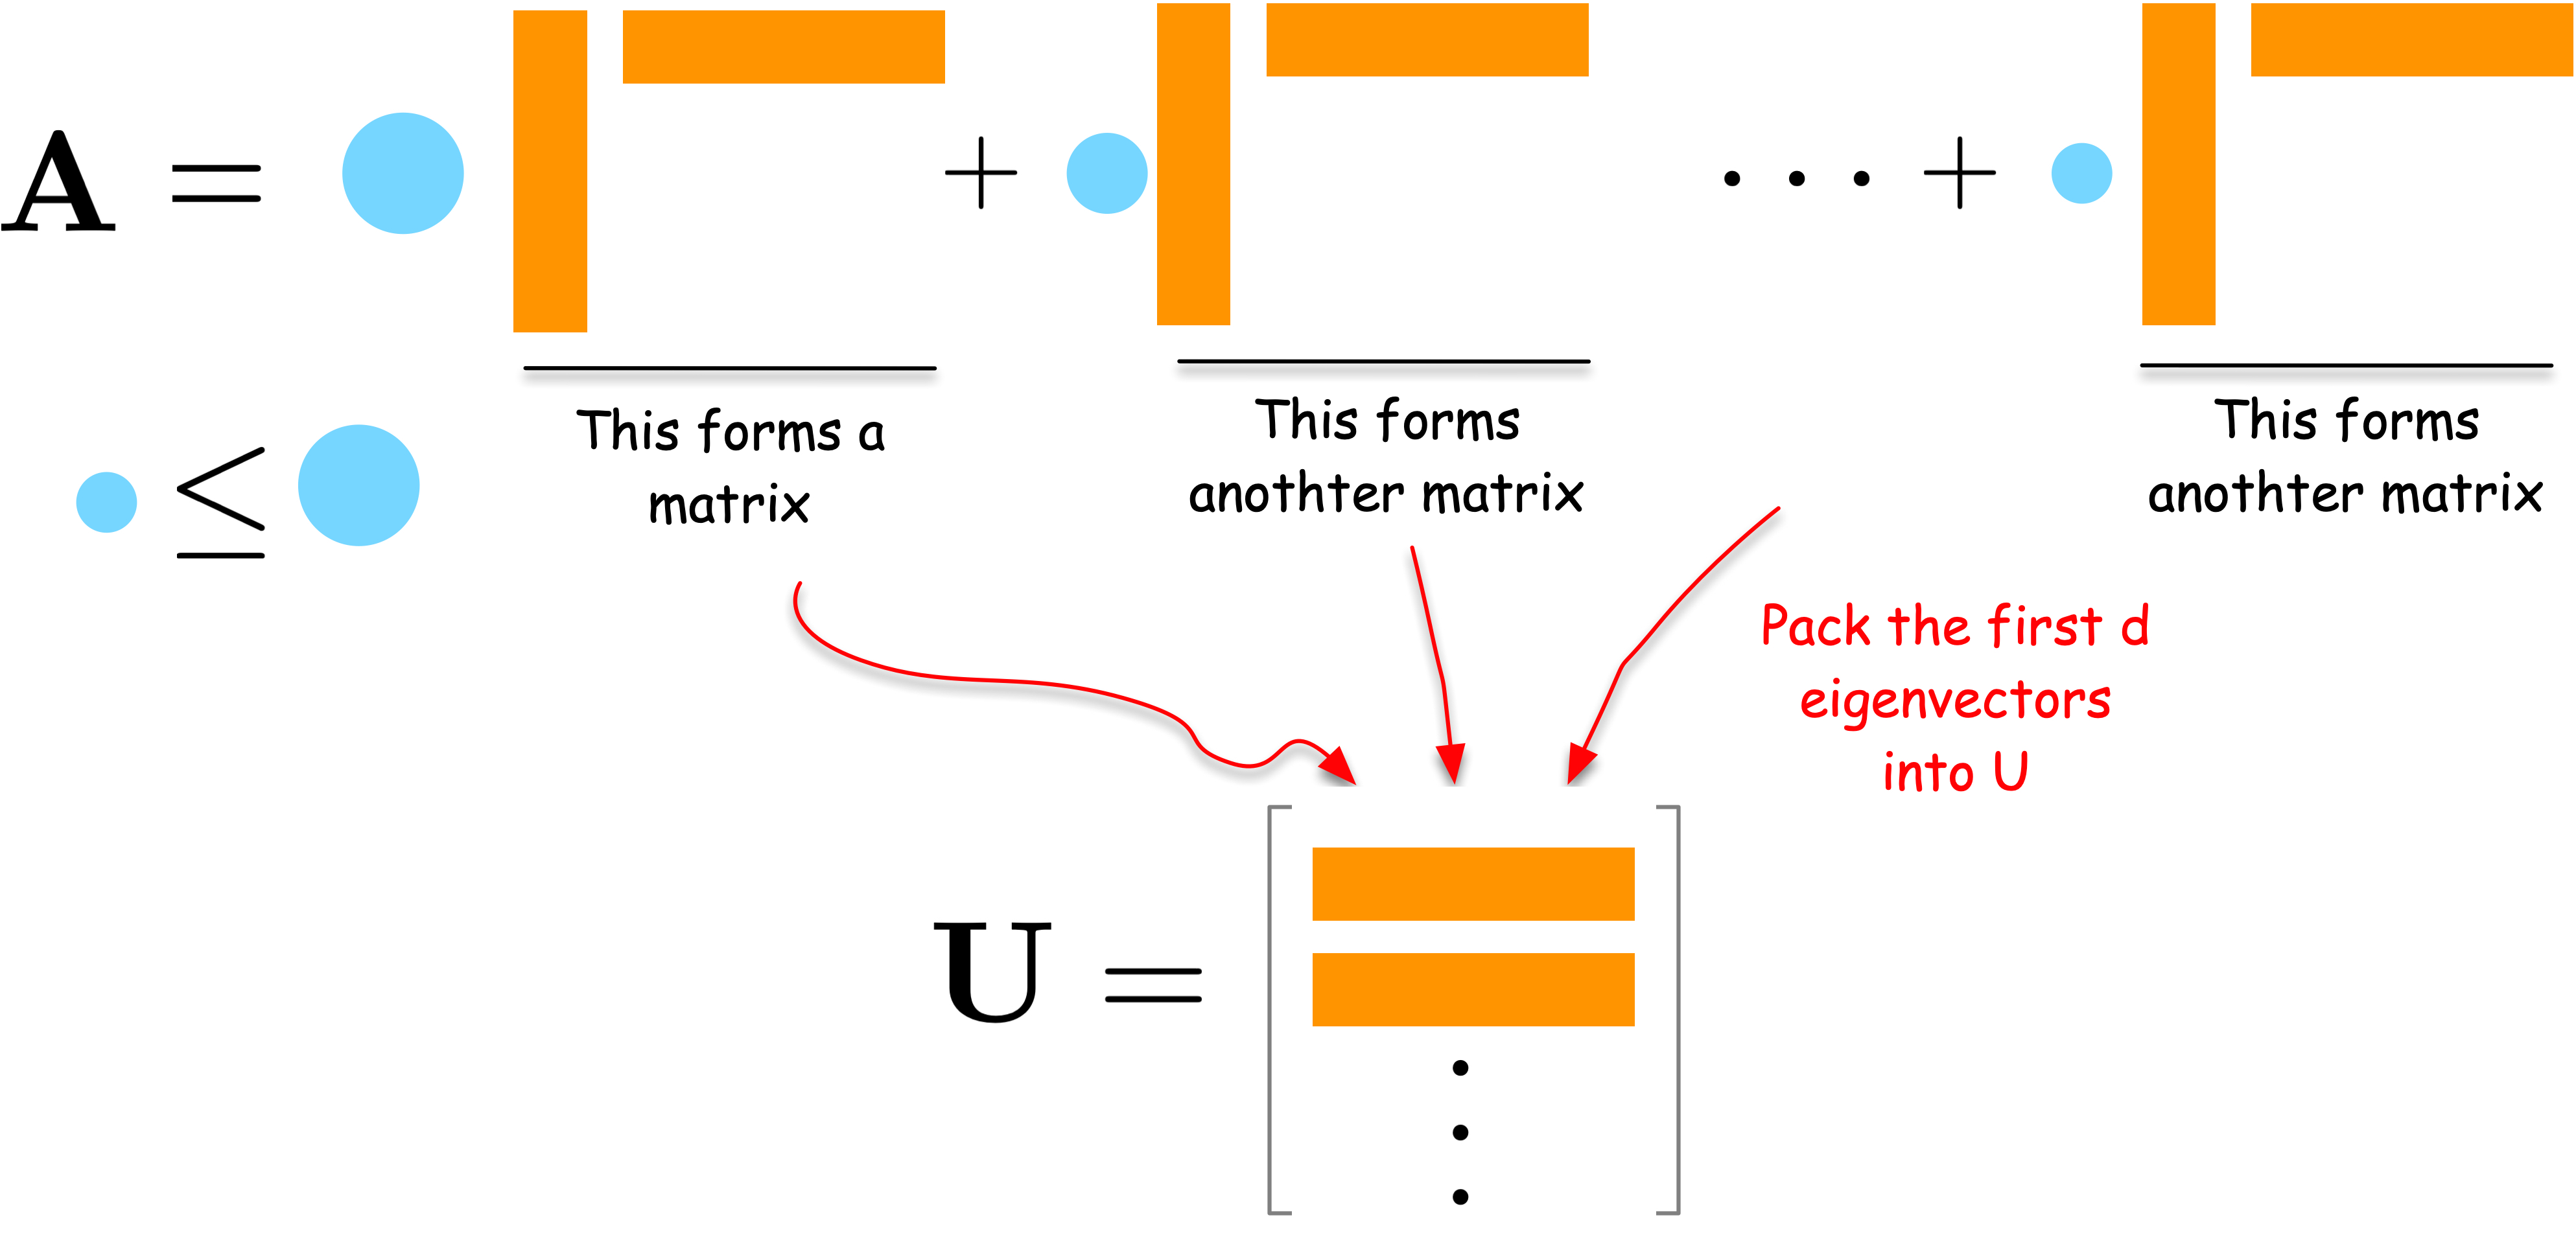 A = + · · · +
This forms a
matrix
This forms
anothter matrix
This forms
anothter matrix
≤
Pack the first d
eigenvectors
into U
U =